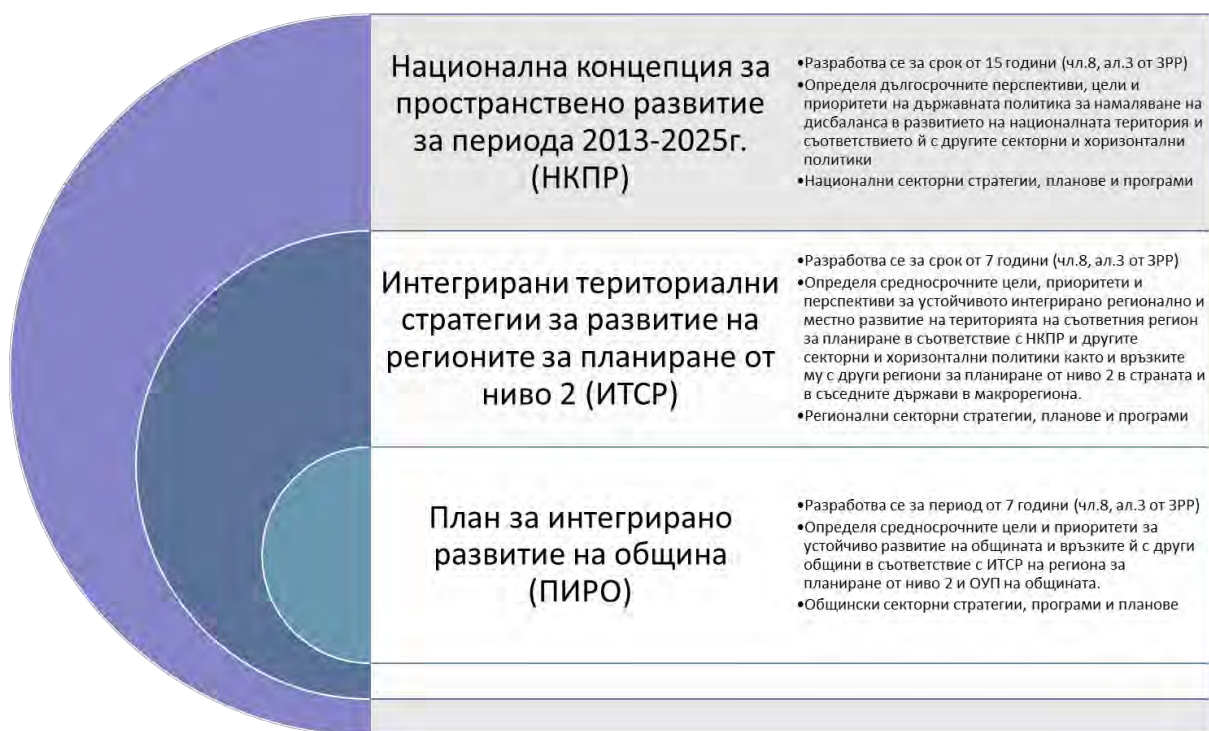 Национална концепция за
пространствено развитие
за периода 2013-2025г.
(НКПР)
•Разработва се за срок от 15 години (чл.8, ал.3 от ЗРР)
•Определя дългосрочните перспективи, цели и
приоритети на държавната политика за намаляване на
дисбаланса в развитието на националната територия и
съответствието й с другите секторни и хоризонтални
политики
•Национални секторни стратегии, планове и програми
Интегрирани териториални
стратегии за развитие на
регионите за планиране от
ниво 2 (ИТСР)
•Разработва се за срок от 7 години (чл.8, ал.3 от ЗРР)
•Определя средносрочните цели, приоритети и
перспективи за устойчивото интегрирано регионално и
местно развитие на територията на съответния регион
за планиране в съответствие с НКПР и другите
секторни и хоризонтални политики както и връзките
му с други региони за планиране от ниво 2 в страната и
в съседните държави в макрорегиона.
•Регионални секторни стратегии, планове и програми
План за интегрирано
развитие на община
(ПИРО)
•Разработва се за период от 7 години (чл.8, ал.3 от ЗРР)
•Определя средносрочните цели и приоритети за
устойчиво развитие на общината и връзките й с други
общини в съответствие с ИТСР на региона за
планиране от ниво 2 и ОУП на общината.
•Общински секторни стратегии, програми и планове